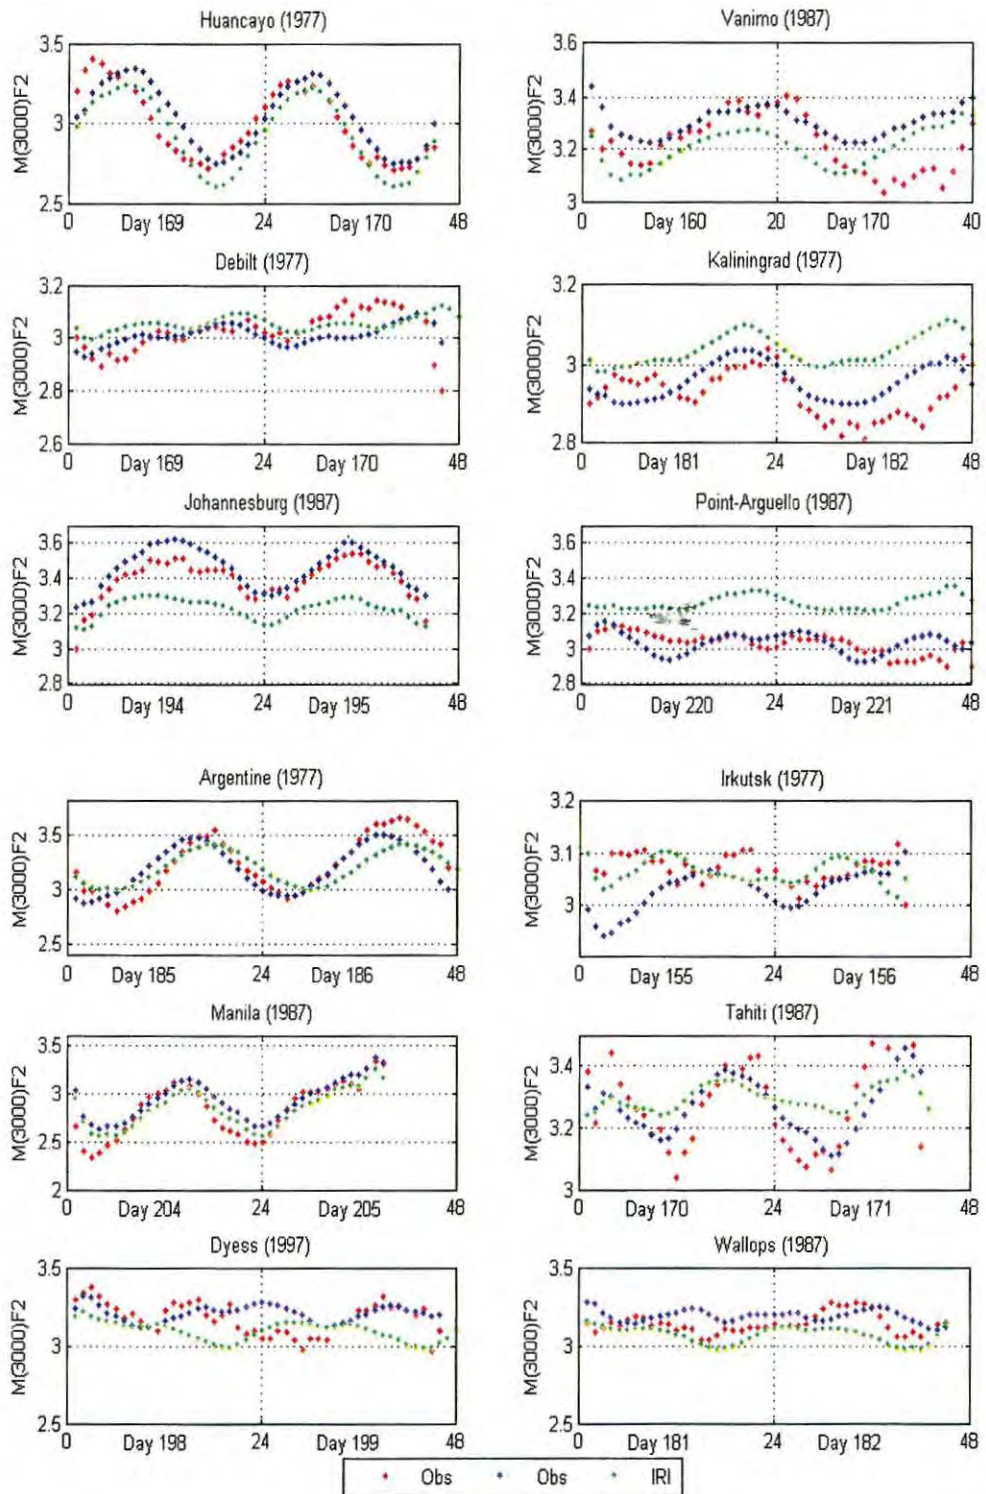 Huancayo (1977)
M(3000)F2
3.5
3
2.5
0 Day 169 24 Day 170 48
Vanimo (1987)
M(3000)F2
3.6
3.4
3.2
3
0 Day 160 20 Day 170 40
Debilt (1977)
M(3000)F2
3.2
3
2.8
2.6
0 Day 169 24 Day 170 48
Kaliningrad (1977)
M(3000)F2
3.2
3
2.8
0 Day 181 24 Day 182 48
Johannesburg (1987)
M(3000)F2
3.6
3.4
3.2
3
2.8
0 Day 194 24 Day 195 48
Point-Arguello (1987)
M(3000)F2
3.6
3.4
3.2
3
2.8
0 Day 220 24 Day 221 48
Argentine (1977)
M(3000)F2
3.5
3
2.5
0 Day 185 24 Day 186 48
Irkutsk (1977)
M(3000)F2
3.2
3.1
3
0 Day 155 24 Day 156 48
Manila (1987)
M(3000)F2
3.5
3
2.5
2
0 Day 204 24 Day 205 48
Tahiti (1987)
M(3000)F2
3.4
3.2
3
0 Day 170 24 Day 171 48
Dyess (1997)
M(3000)F2
3.5
3
2.5
0 Day 198 24 Day 199 48
Wallops (1987)
M(3000)F2
3.5
3
2.5
0 Day 181 24 Day 182 48
Obs Obs IRI